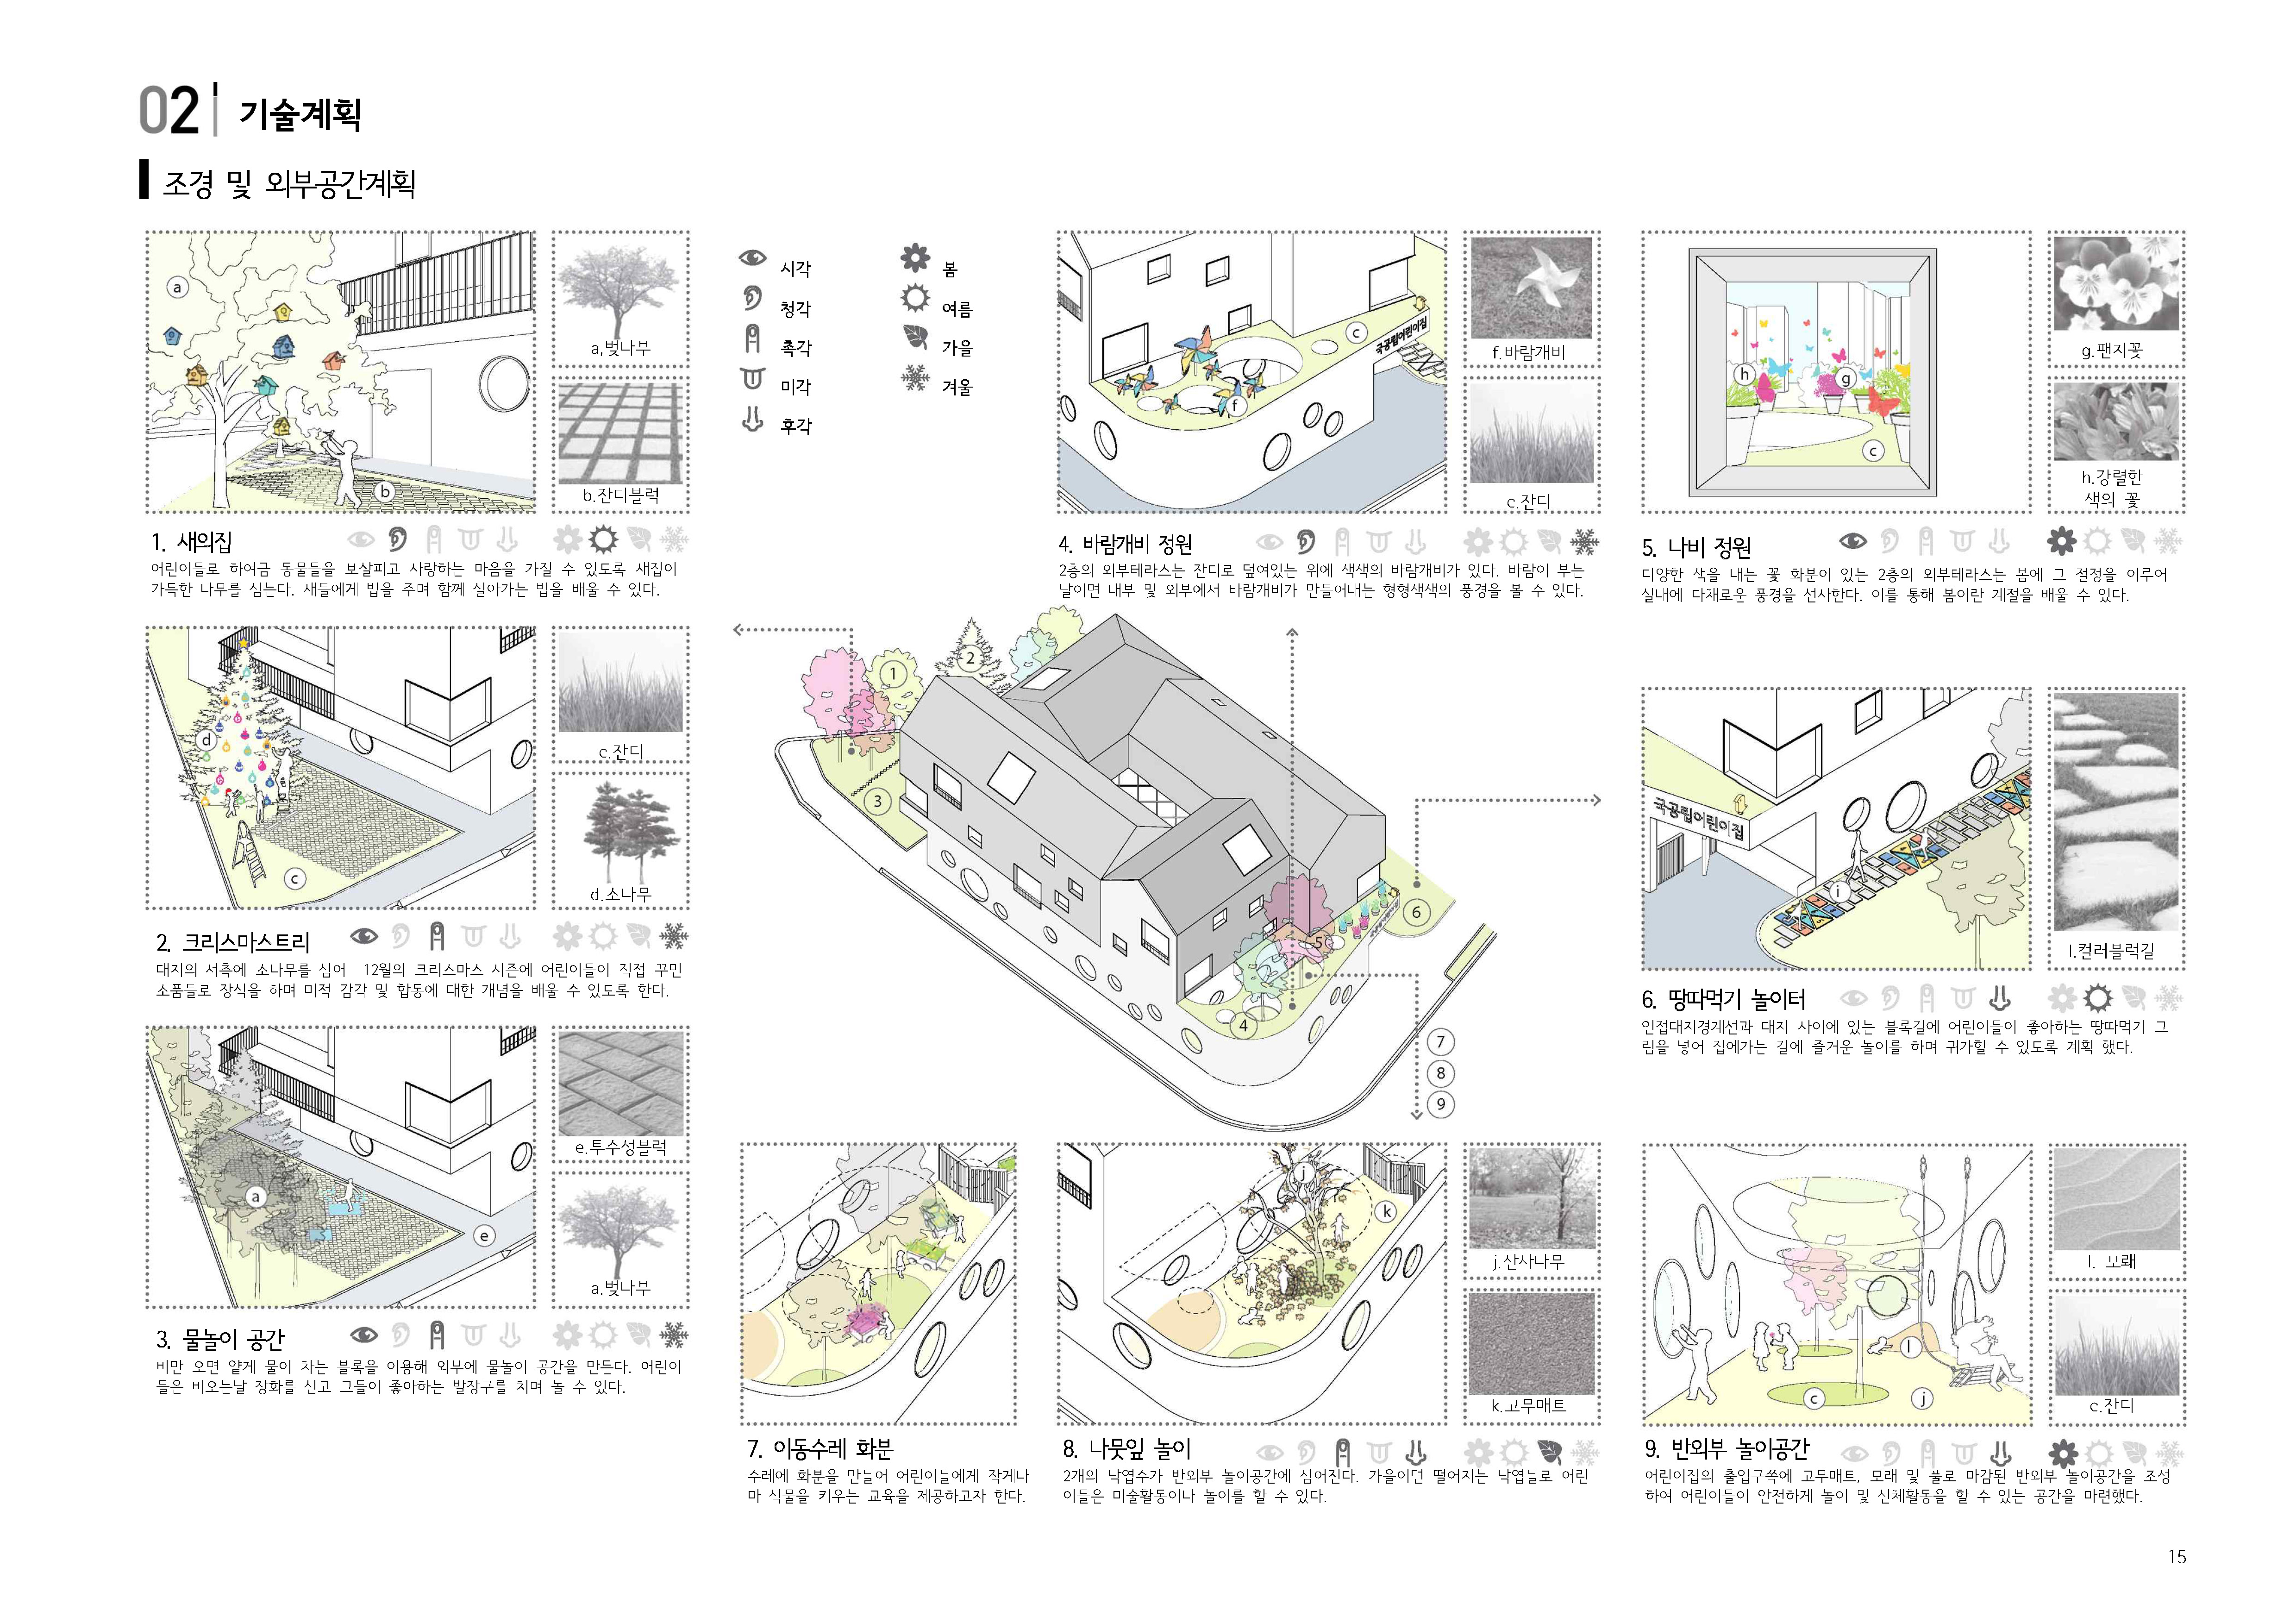 02 기술계획
조경 및 외부공간계획
a
b
a,벚나무
b.잔디블럭
1. 새의집
어린이들로 하여금 동물들을 보살피고 사랑하는 마음을 가질 수 있도록 새집이
가득한 나무를 심는다. 새들에게 밥을 주며 함께 살아가는 법을 배울 수 있다.
시각
청각
촉각
미각
후각
봄
여름
가을
겨울
c
f
국공립어린이집
f.바람개비
c.잔디
4. 바람개비 정원
2층의 외부테라스는 잔디로 덮여있는 위에 색색의 바람개비가 있다. 바람이 부는
날이면 내부 및 외부에서 바람개비가 만들어내는 형형색색의 풍경을 볼 수 있다.
h
g
c
g.팬지꽃
h.강렬한
색의 꽃
5. 나비 정원
다양한 색을 내는 꽃 화분이 있는 2층의 외부테라스는 봄에 그 절정을 이루어
실내에 다채로운 풍경을 선사한다. 이를 통해 봄이란 계절을 배울 수 있다.
d
c
c.잔디
d.소나무
2. 크리스마스트리
대지의 서측에 소나무를 심어 12월의 크리스마스 시즌에 어린이들이 직접 꾸민
소품들로 장식을 하며 미적 감각 및 합동에 대한 개념을 배울 수 있도록 한다.
1
2
3
4
5
6
7
8
9
국공립어린이집
i
l.컬러블럭길
6. 땅따먹기 놀이터
인접대지경계선과 대지 사이에 있는 블록길에 어린이들이 좋아하는 땅따먹기 그
림을 넣어 집에가는 길에 즐거운 놀이를 하며 귀가할 수 있도록 계획 했다.
a
e
e.투수성블럭
a.벚나무
3. 물놀이 공간
비만 오면 얕게 물이 차는 블록을 이용해 외부에 물놀이 공간을 만든다. 어린이
들은 비오는날 장화를 신고 그들이 좋아하는 발장구를 치며 놀 수 있다.
7. 이동수레 화분
수레에 화분을 만들어 어린이들에게 작게나
마 식물을 키우는 교육을 제공하고자 한다.
j
k
j.산사나무
k.고무매트
8. 나뭇잎 놀이
2개의 낙엽수가 반외부 놀이공간에 심어진다. 가을이면 떨어지는 낙엽들로 어린
이들은 미술활동이나 놀이를 할 수 있다.
l
c
j
l. 모래
c.잔디
9. 반외부 놀이공간
어린이집의 출입구쪽에 고무매트, 모래 및 풀로 마감된 반외부 놀이공간을 조성
하여 어린이들이 안전하게 놀이 및 신체활동을 할 수 있는 공간을 마련했다.
15